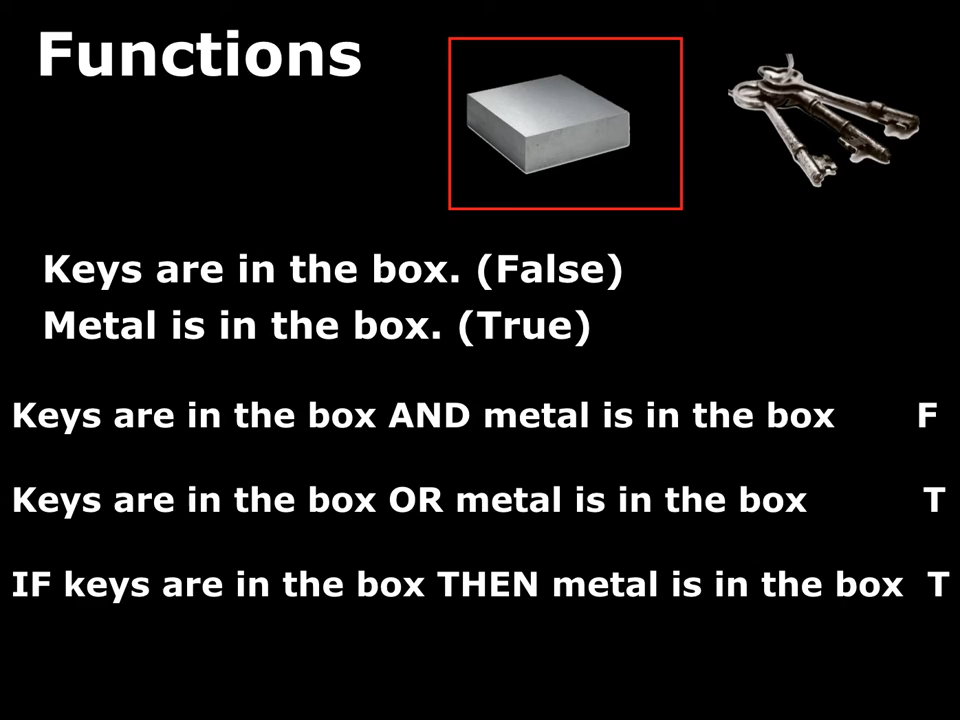 Functions
Keys are in the box. (False)
Metal is in the box. (True)
Keys are in the box AND metal is in the box F
Keys are in the box OR metal is in the box T
IF keys are in the box THEN metal is in the box T